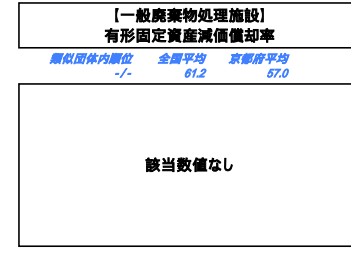 【一般廃棄物処理施設】
有形固定資産減価償却率
類似団体内順位 全国平均 京都府平均
-/- 61.2 57.0
該当数値なし